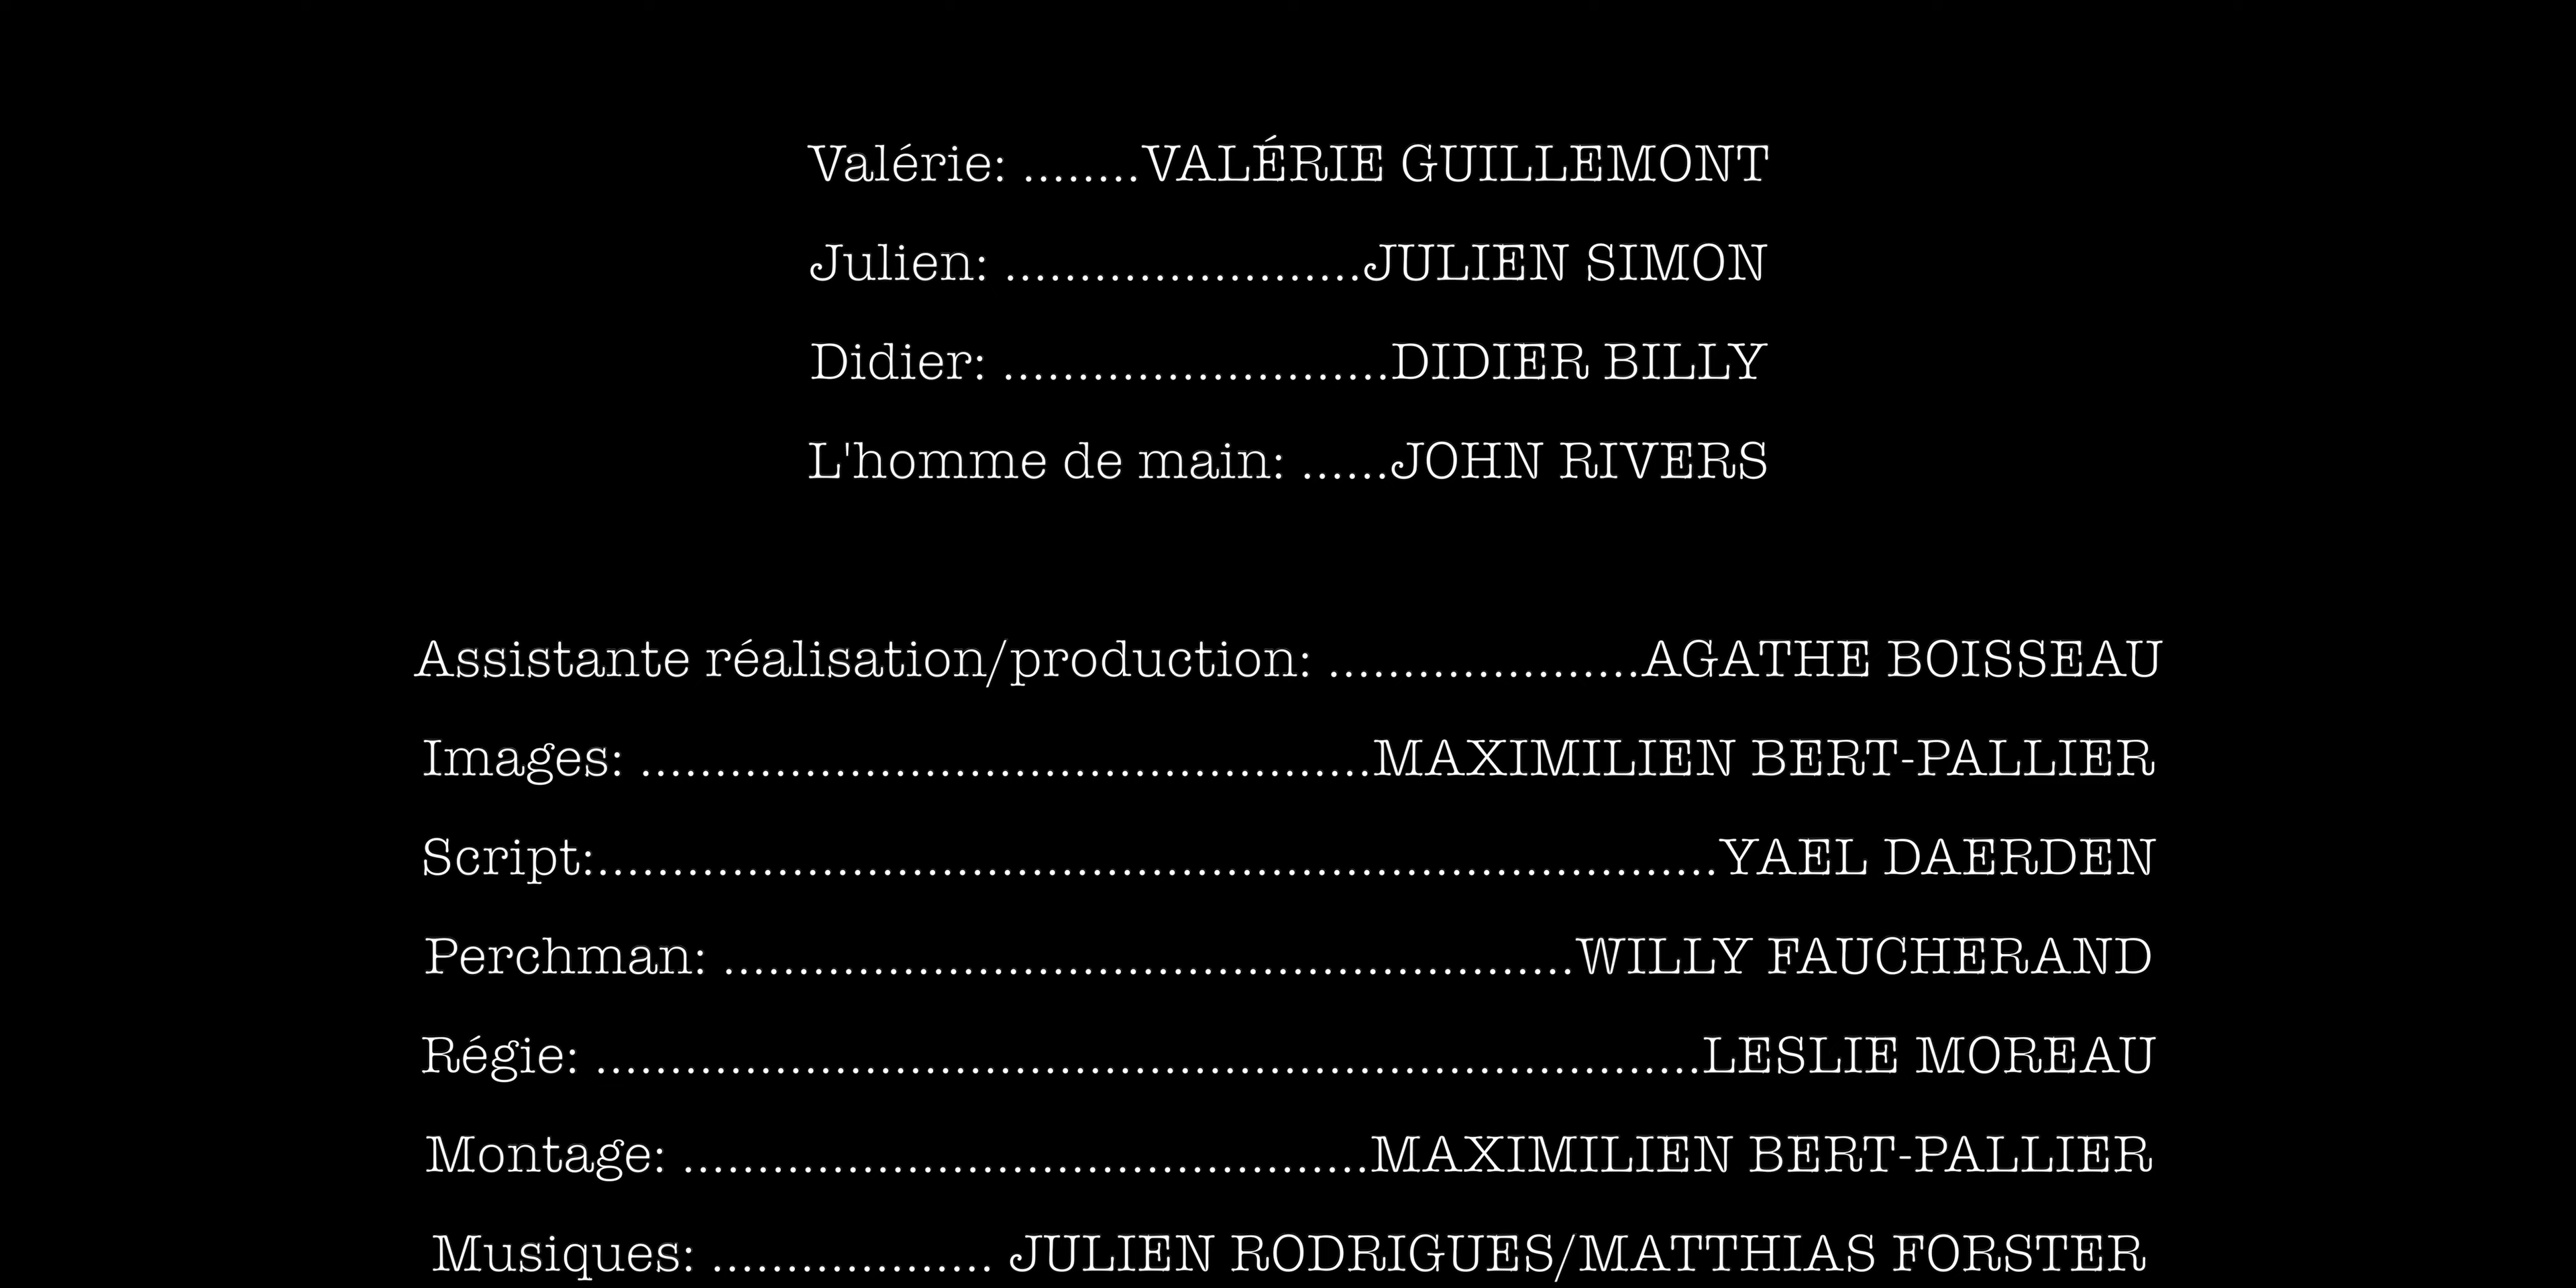 Valérie: ........VALÉRIE GUILLEMONT
Julien: ........................JULIEN SIMON
Didier: ..........................DIDIER BILLY
L'homme de main: ......JOHN RIVERS
Assistante réalisation/production: .....................AGATHE BOISSEAU
Images: .................................................MAXIMILIEN BERT-PALLIER
Script:...........................................................................YAEL DAERDEN
Perchman: .........................................................WILLY FAUCHERAND
Régie: ..........................................................................LESLIE MOREAU
Montage: ..............................................MAXIMILIEN BERT-PALLIER
Musiques: ................... JULIEN RODRIGUES/MATTHIAS FORSTER